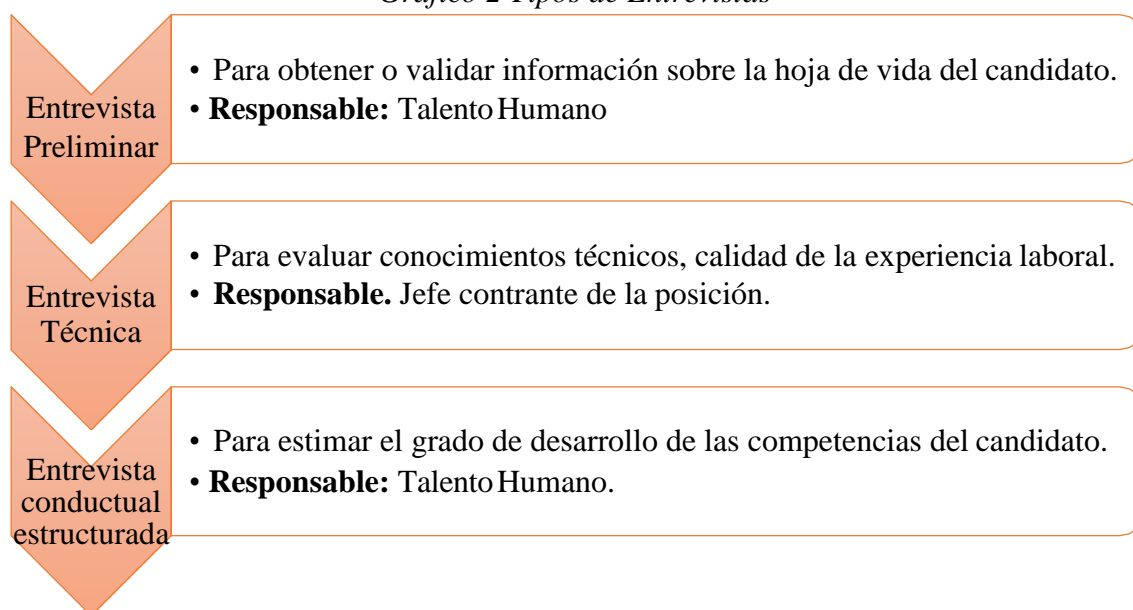 Gráfico 2 Tipos de Entrevistas
Entrevista
Preliminar
• Para obtener o validar información sobre la hoja de vida del candidato.
• Responsable: Talento Humano
Entrevista
Técnica
• Para evaluar conocimientos técnicos, calidad de la experiencia laboral.
• Responsable. Jefe contrante de la posición.
Entrevista
conductual
estructurada
• Para estimar el grado de desarrollo de las competencias del candidato.
• Responsable: Talento Humano.